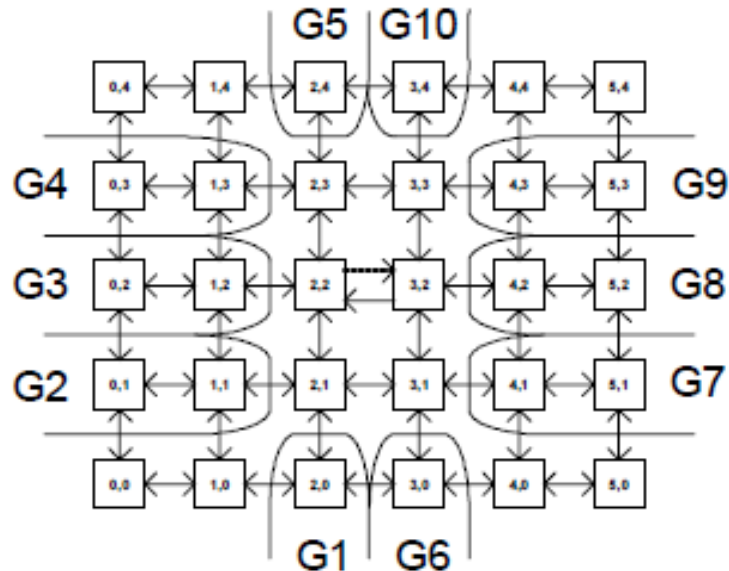 G5 G10
0,4 1,4 2,4 3,4 4,4 5,4
G4 0,3 1,3 2,3 3,3 4,3 5,3 G9
G3 0,2 1,2 2,2 3,2 4,2 5,2 G8
G2 0,1 1,1 2,1 3,1 4,1 5,1 G7
0,0 1,0 2,0 3,0 4,0 5,0
G1 G6